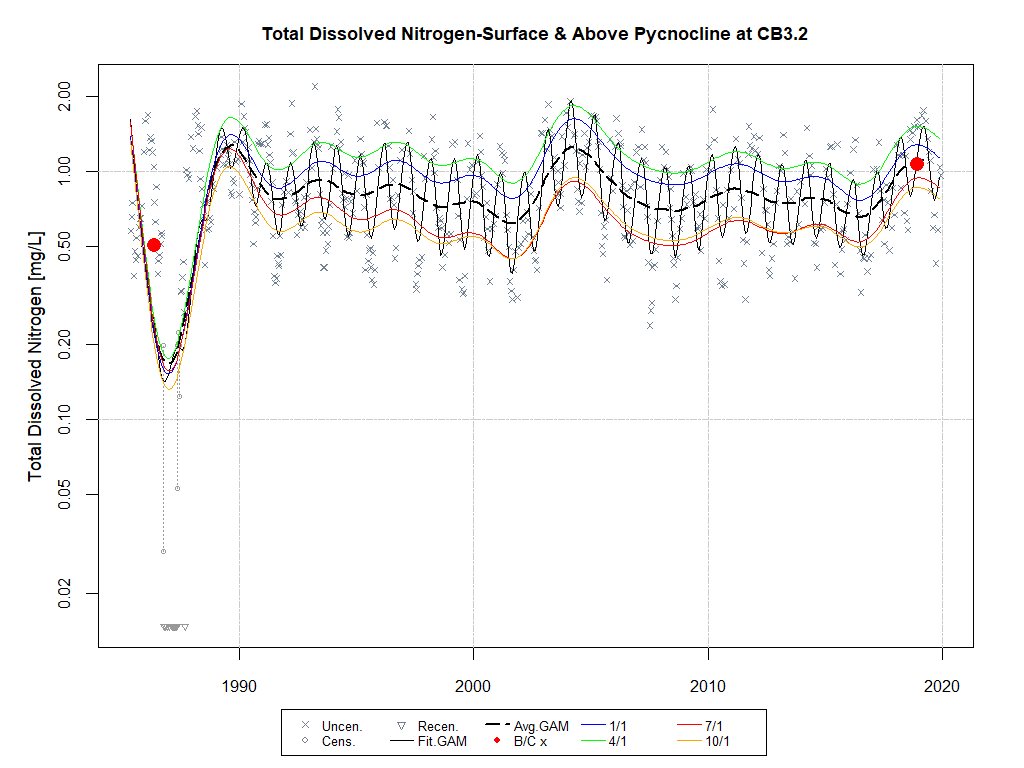 Total Dissolved Nitrogen-Surface & Above Pycnocline at CB3.2
Total Dissolved Nitrogen [mg/L]
2.00
1.00
0.50
0.20
0.10
0.05
0.02
1990 2000 2010 2020
Uncen. Recen. Avg.GAM 1/1 7/1
Cens. Fit.GAM B/C x 4/1 10/1